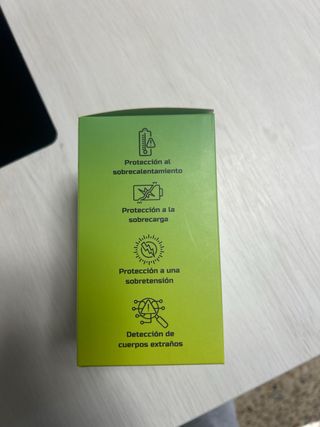 Protección al
sobrecalentamiento
Protección a la
sobrecarga
Protección a una
sobretensión
Detección de
cuerpos extraños